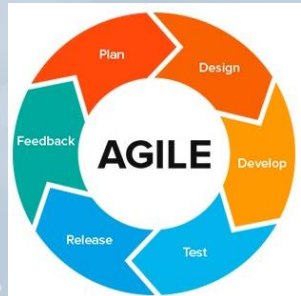 Plan
Design
Feedback
AGILE
Develop
Release
Test